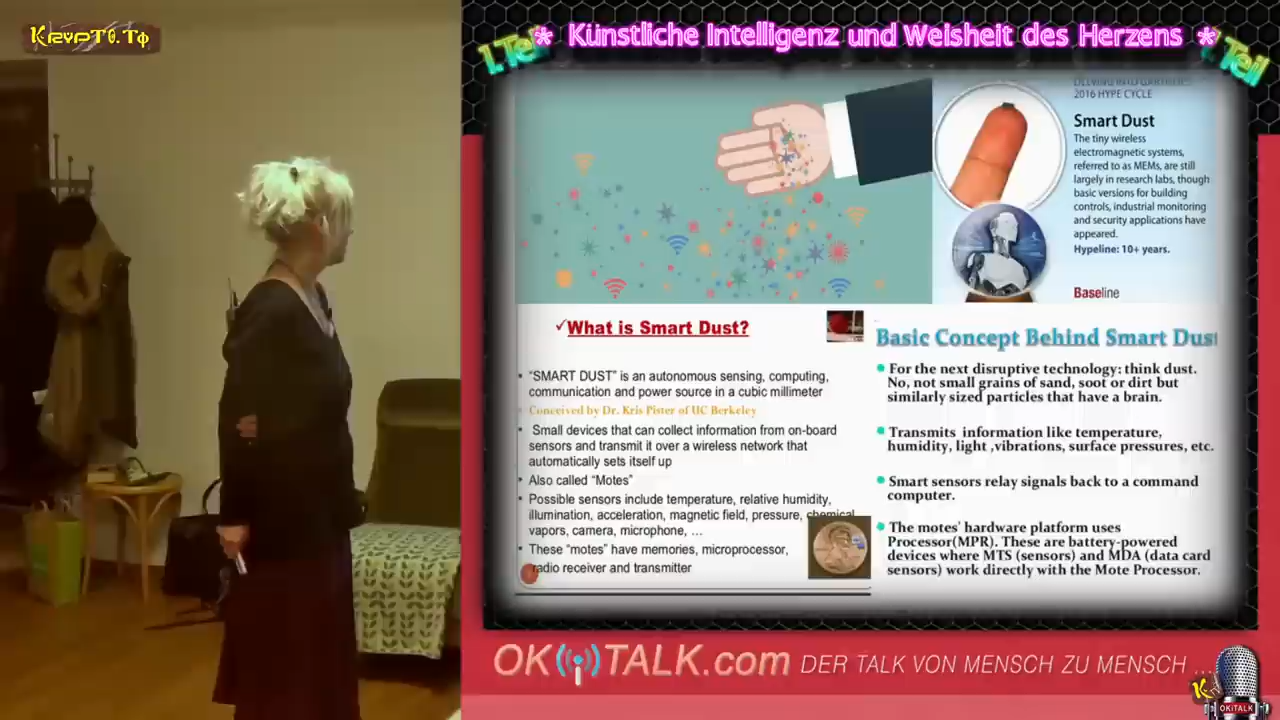 KrypT0.Tφ
1.Teil
* Künstliche Intelligenz und Weisheit des Herzens *
Teil
2016 HYPE CYCLE
Smart Dust
The tiny wireless
electromagnetic systems,
referred to as MEMs, are still
largely in research labs, though
basic versions for building
controls, industrial monitoring
and security applications have
appeared.
Hypeline: 10+ years.
Baseline
✓What is Smart Dust?
• “SMART DUST” is an autonomous sensing, computing,
communication and power source in a cubic millimeter
• Conceived by Dr. Kris Pister of UC Berkeley
• Small devices that can collect information from on-board
sensors and transmit it over a wireless network that
automatically sets itself up
• Also called “Motes”
• Possible sensors include temperature, relative humidity,
illumination, acceleration, magnetic field, pressure, chemical
vapors, camera, microphone, ...
• These “motes” have memories, microprocessor,
radio receiver and transmitter
Basic Concept Behind Smart Dust
• For the next disruptive technology: think dust.
No, not small grains of sand, soot or dirt but
similarly sized particles that have a brain.
• Transmits information like temperature,
humidity, light ,vibrations, surface pressures, etc.
• Smart sensors relay signals back to a command
computer.
• The motes' hardware platform uses
Processor(MPR). These are battery-powered
devices where MTS (sensors) and MDA (data card
sensors) work directly with the Mote Processor.
OKiTALK.com DER TALK VON MENSCH ZU MENSCH ...
OKiTALK